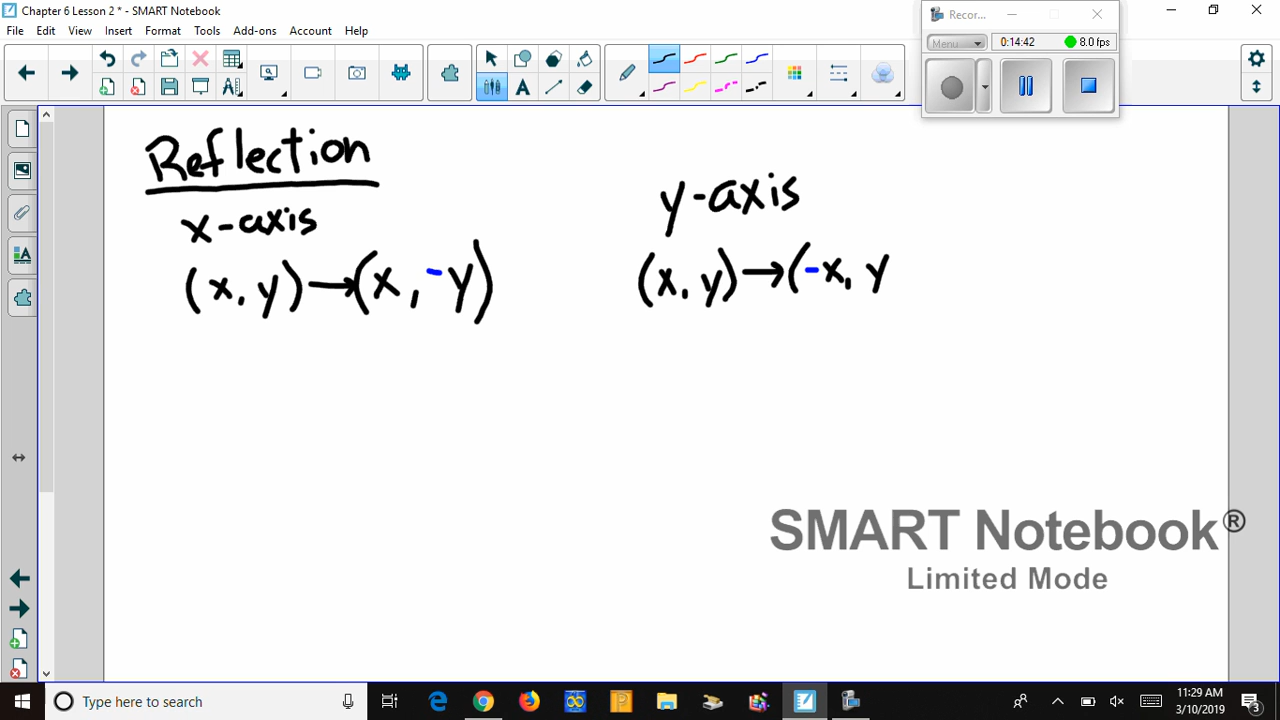 Chapter 6 Lesson 2 * - SMART Notebook
File Edit View Insert Format Tools Add-ons Account Help
Recor...
Menu 0:14:42 8.0 fps
Reflection
x-axis
(x, y) → (x, -y)
y-axis
(x, y) → (-x, y
SMART Notebook®
Limited Mode
Type here to search
11:29 AM
3/10/2019
3